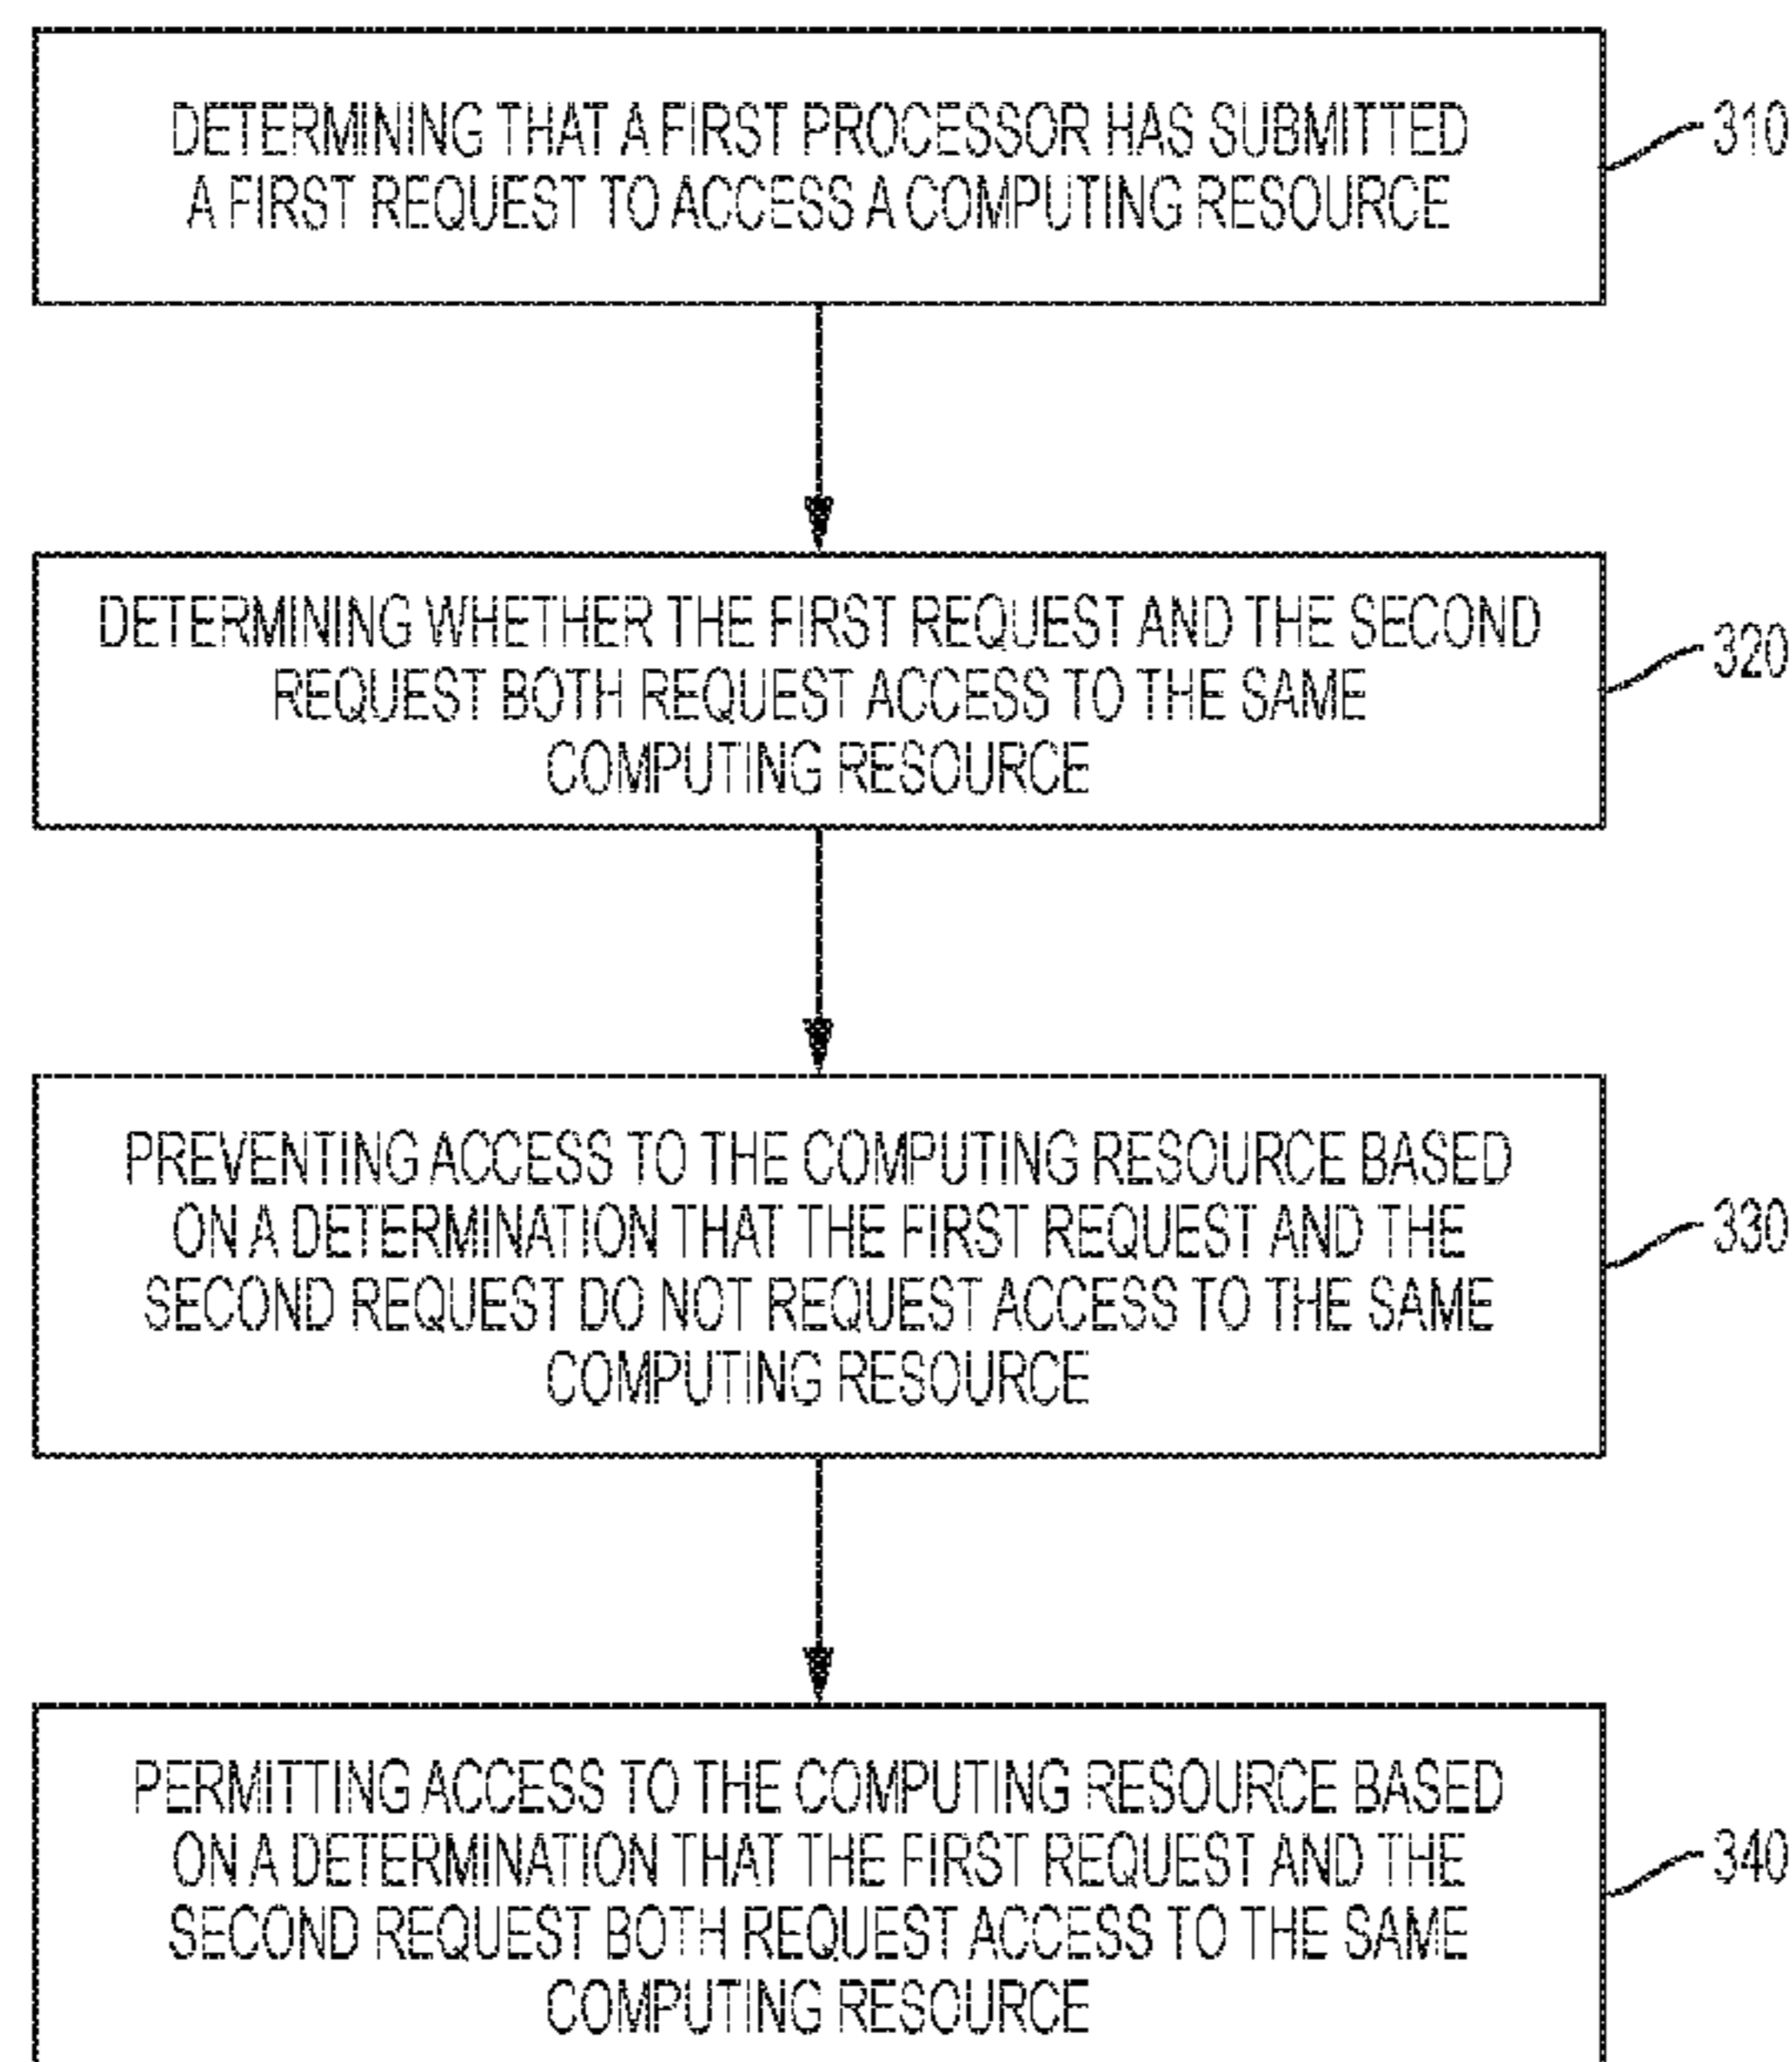 DETERMINING THAT A FIRST PROCESSOR HAS SUBMITTED
A FIRST REQUEST TO ACCESS A COMPUTING RESOURCE
310
DETERMINING WHETHER THE FIRST REQUEST AND THE SECOND
REQUEST BOTH REQUEST ACCESS TO THE SAME
COMPUTING RESOURCE
320
PREVENTING ACCESS TO THE COMPUTING RESOURCE BASED
ON A DETERMINATION THAT THE FIRST REQUEST AND THE
SECOND REQUEST DO NOT REQUEST ACCESS TO THE SAME
COMPUTING RESOURCE
330
PERMITTING ACCESS TO THE COMPUTING RESOURCE BASED
ON A DETERMINATION THAT THE FIRST REQUEST AND THE
SECOND REQUEST BOTH REQUEST ACCESS TO THE SAME
COMPUTING RESOURCE
340